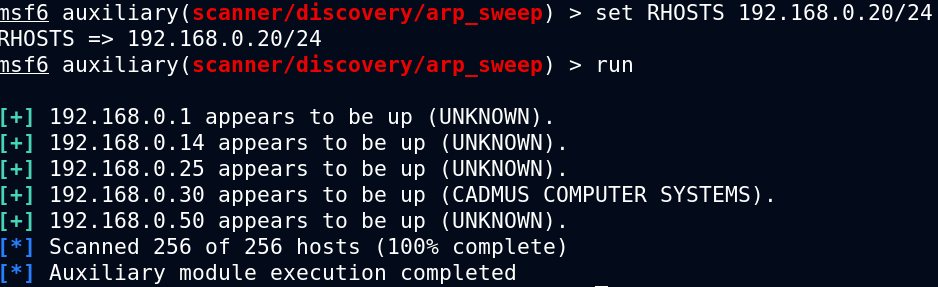 msf6 auxiliary(scanner/discovery/arp_sweep) > set RHOSTS 192.168.0.20/24
RHOSTS => 192.168.0.20/24
msf6 auxiliary(scanner/discovery/arp_sweep) > run
[+] 192.168.0.1 appears to be up (UNKNOWN).
[+] 192.168.0.14 appears to be up (UNKNOWN).
[+] 192.168.0.25 appears to be up (UNKNOWN).
[+] 192.168.0.30 appears to be up (CADMUS COMPUTER SYSTEMS).
[+] 192.168.0.50 appears to be up (UNKNOWN).
[*] Scanned 256 of 256 hosts (100% complete)
[*] Auxiliary module execution completed